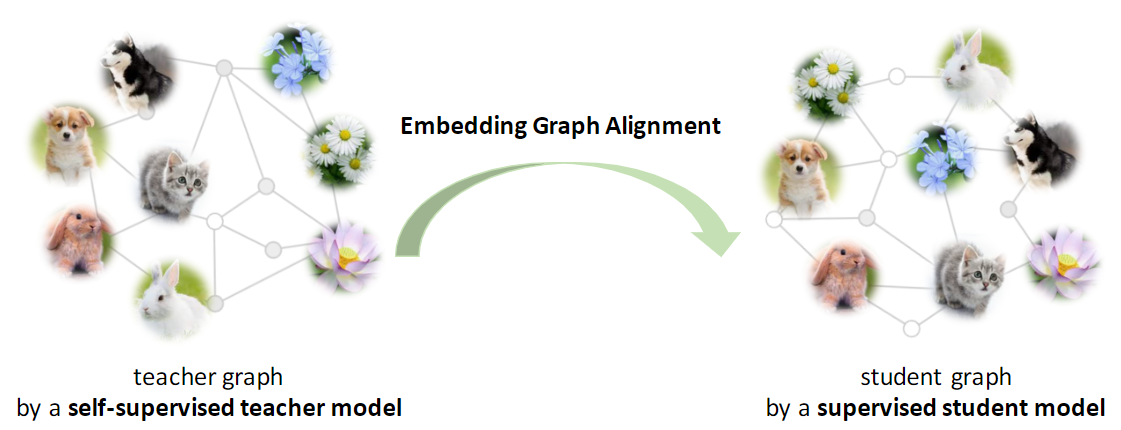 Embedding Graph Alignment
teacher graph
by a self-supervised teacher model
student graph
by a supervised student model